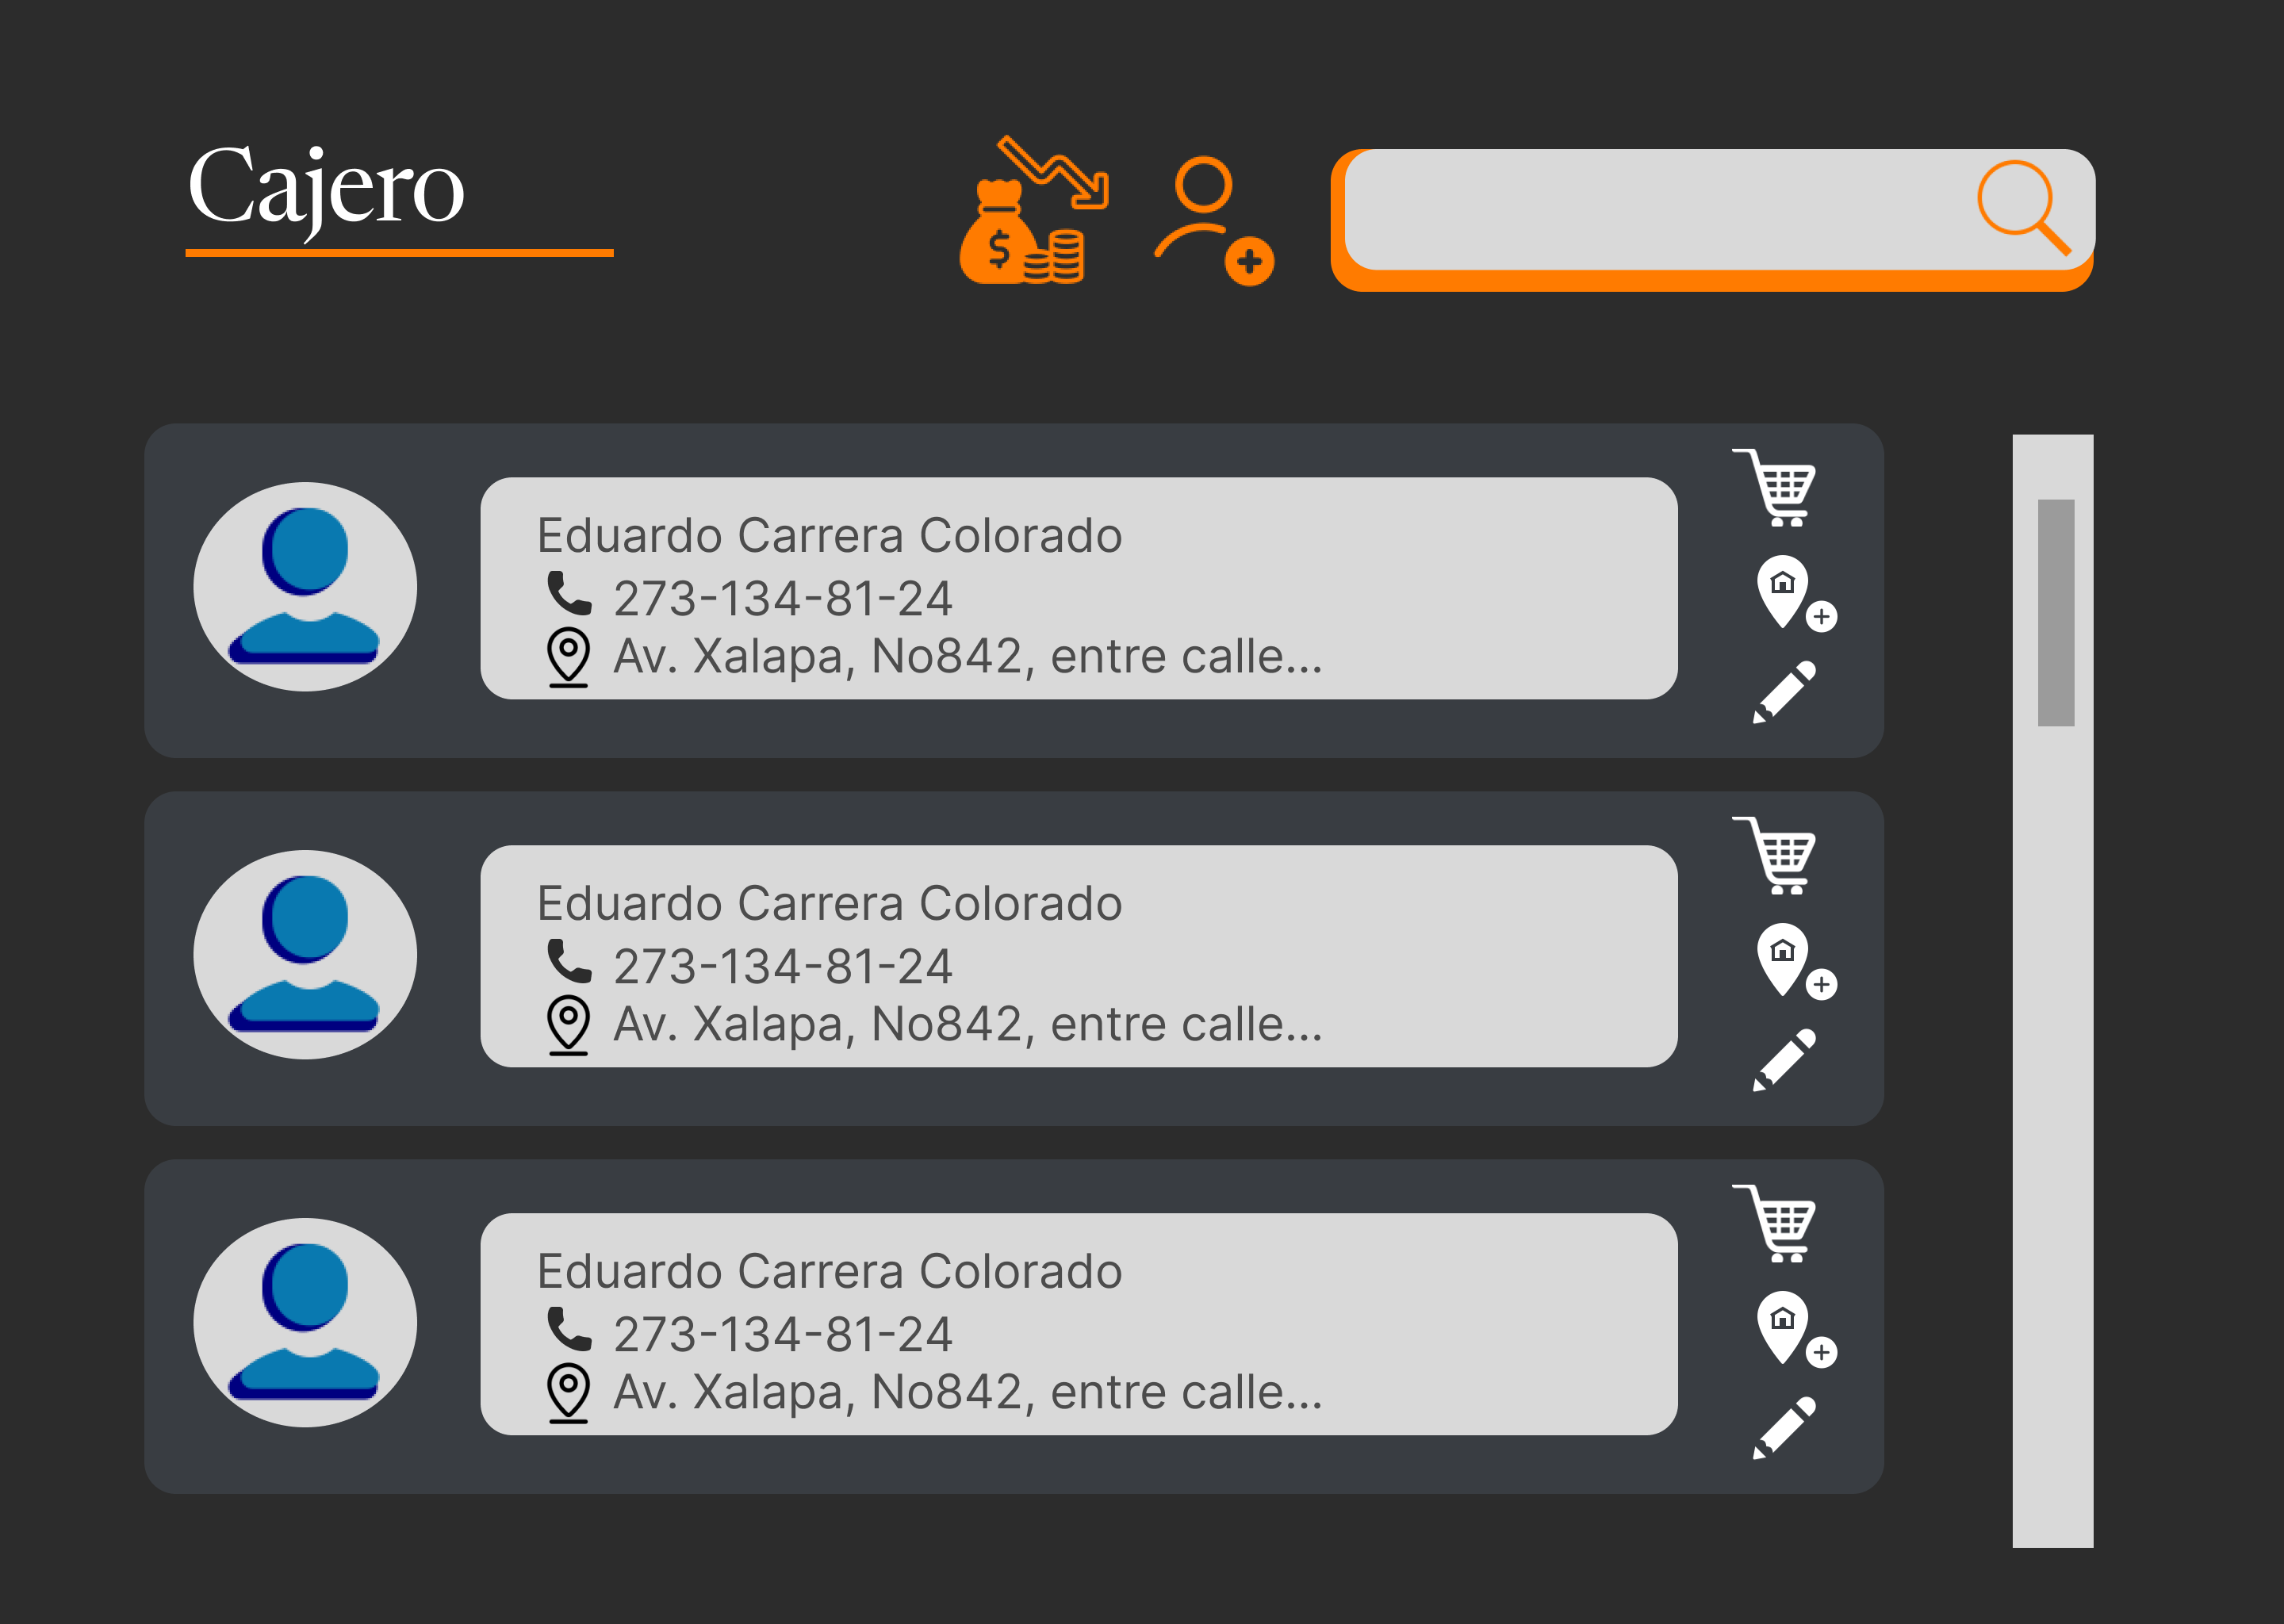 Cajero
Eduardo Carrera Colorado
273-134-81-24
Av. Xalapa, No842, entre calle...
Eduardo Carrera Colorado
273-134-81-24
Av. Xalapa, No842, entre calle...
Eduardo Carrera Colorado
273-134-81-24
Av. Xalapa, No842, entre calle...